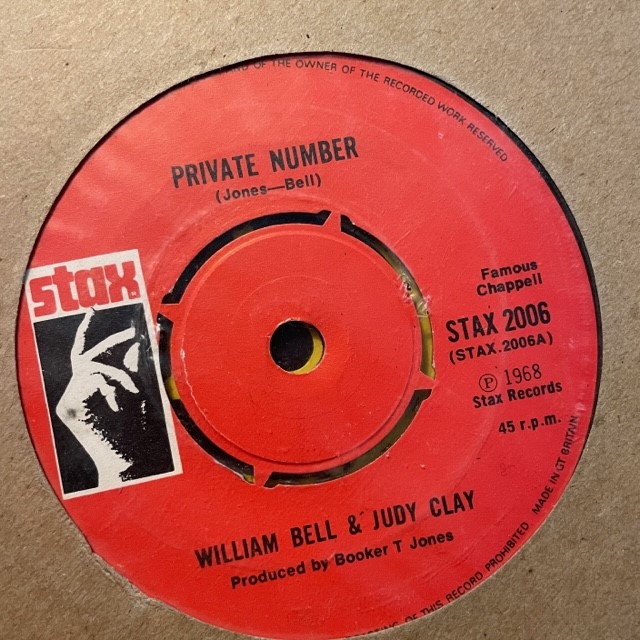 OF THE OWNER OF THE RECORDED WORK RESERVED
PRIVATE NUMBER
(Jones—Bell)
stax
Famous
Chappell
STAX 2006
(STAX.2006A)
Ⓟ 1968
Stax Records
45 r.p.m.
MADE IN GT BRITAIN
WILLIAM BELL & JUDY CLAY
Produced by Booker T Jones
OF THIS RECORD PROHIBITED